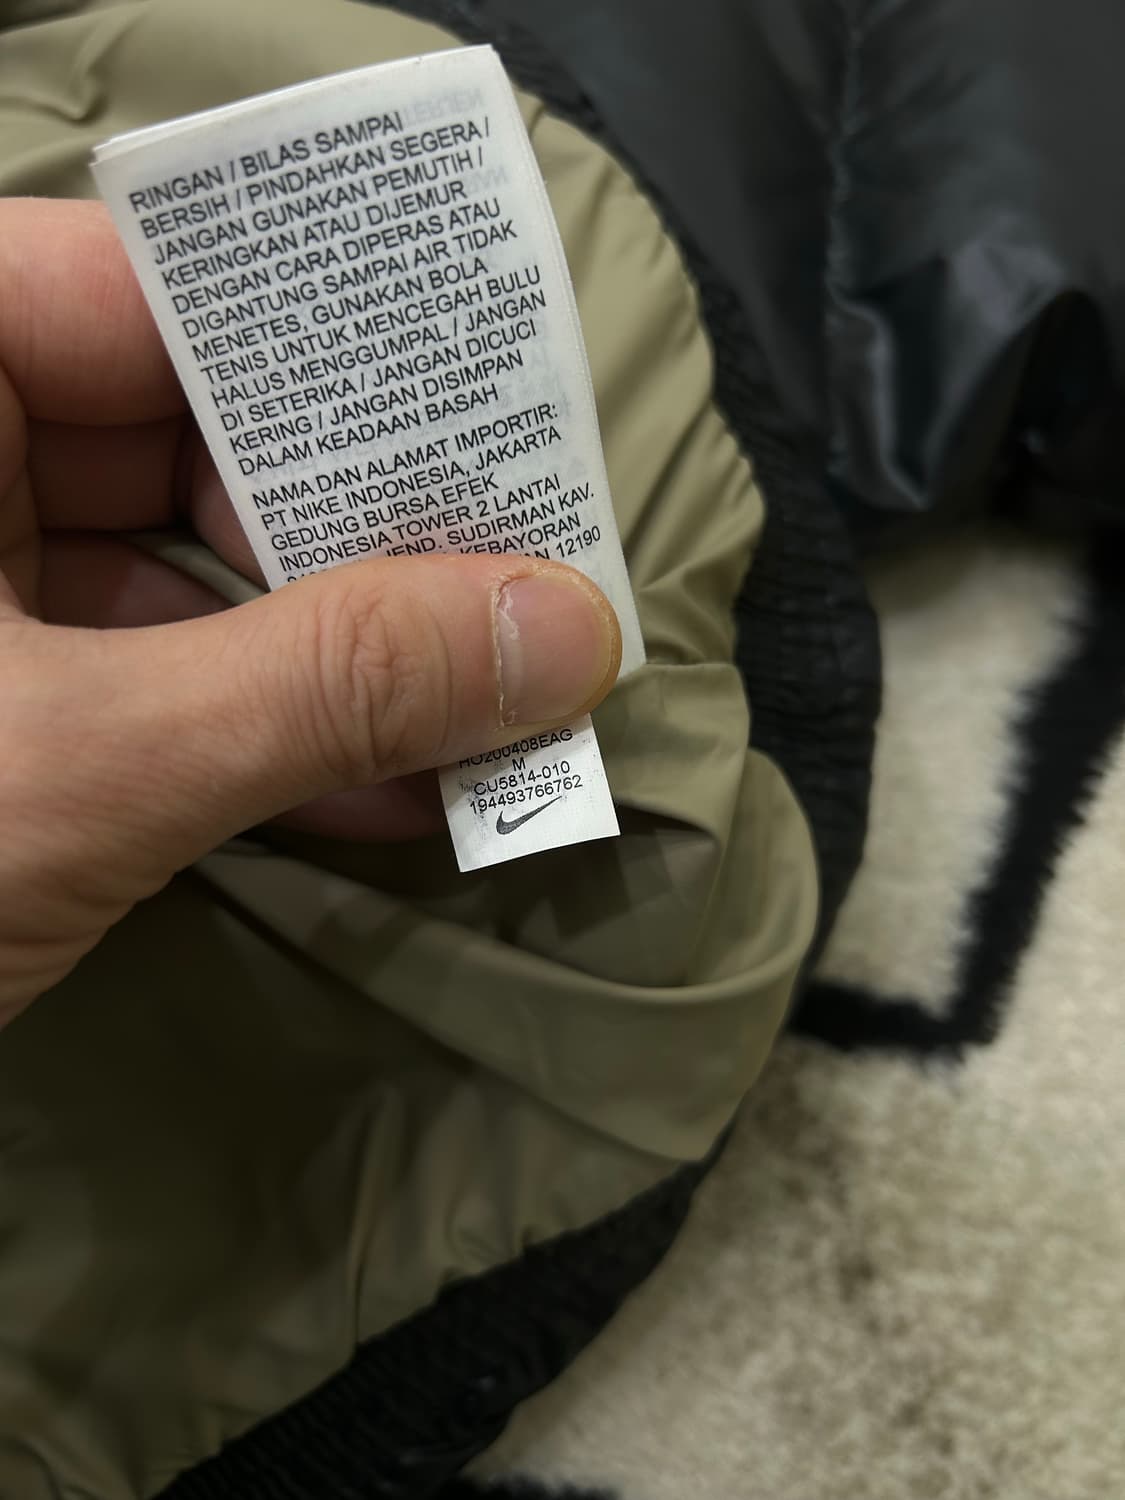 RINGAN / BILAS SAMPAI
BERSIH / PINDAHKAN SEGERA /
JANGAN GUNAKAN PEMUTIH /
KERINGKAN ATAU DIJEMUR
DENGAN CARA DIPERAS ATAU
DIGANTUNG SAMPAI AIR TIDAK
MENETES, GUNAKAN BOLA
TENIS UNTUK MENCEGAH BULU
HALUS MENGGUMPAL / JANGAN
DI SETERIKA / JANGAN DICUCI
KERING / JANGAN DISIMPAN
DALAM KEADAAN BASAH
NAMA DAN ALAMAT IMPORTIR:
PT NIKE INDONESIA, JAKARTA
GEDUNG BURSA EFEK
INDONESIA TOWER 2 LANTAI
JEND. SUDIRMAN KAV.
KEBAYORAN
12190
HO200408EAG
M
CU5814-010
194493766762